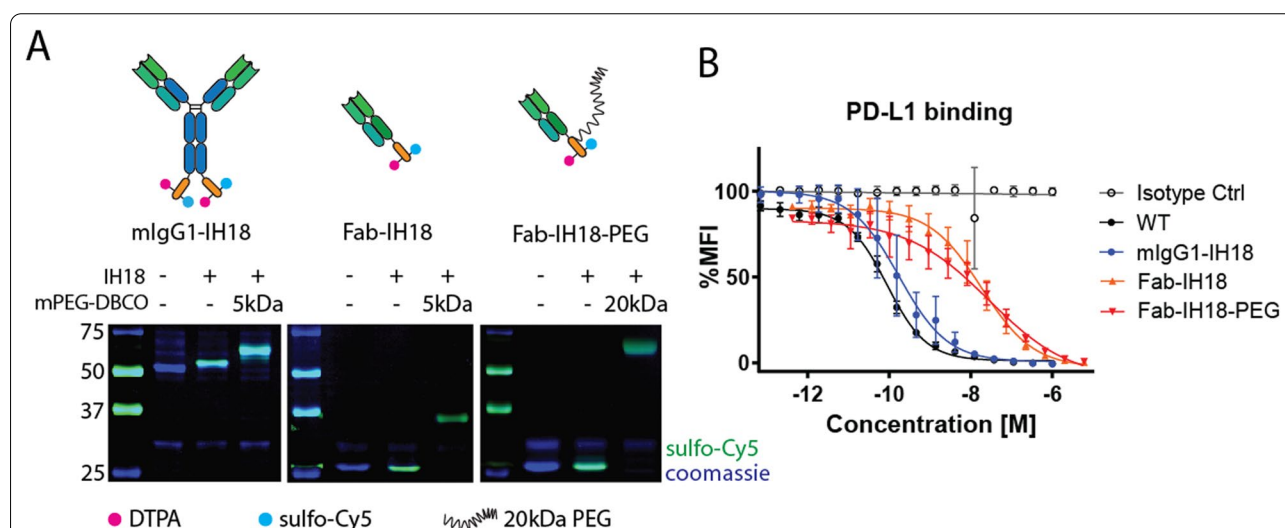 A
mIgG1-IH18
Fab-IH18
Fab-IH18-PEG
IH18 - + + - + + - + +
mPEG-DBCO - - 5kDa - - 5kDa - - 20kDa
75
50
37
25
sulfo-Cy5
coomassie
DTPA
sulfo-Cy5
20kDa PEG
B
PD-L1 binding
%MFI
100
50
0
-12 -10 -8 -6
Concentration [M]
Isotype Ctrl
WT
mIgG1-IH18
Fab-IH18
Fab-IH18-PEG